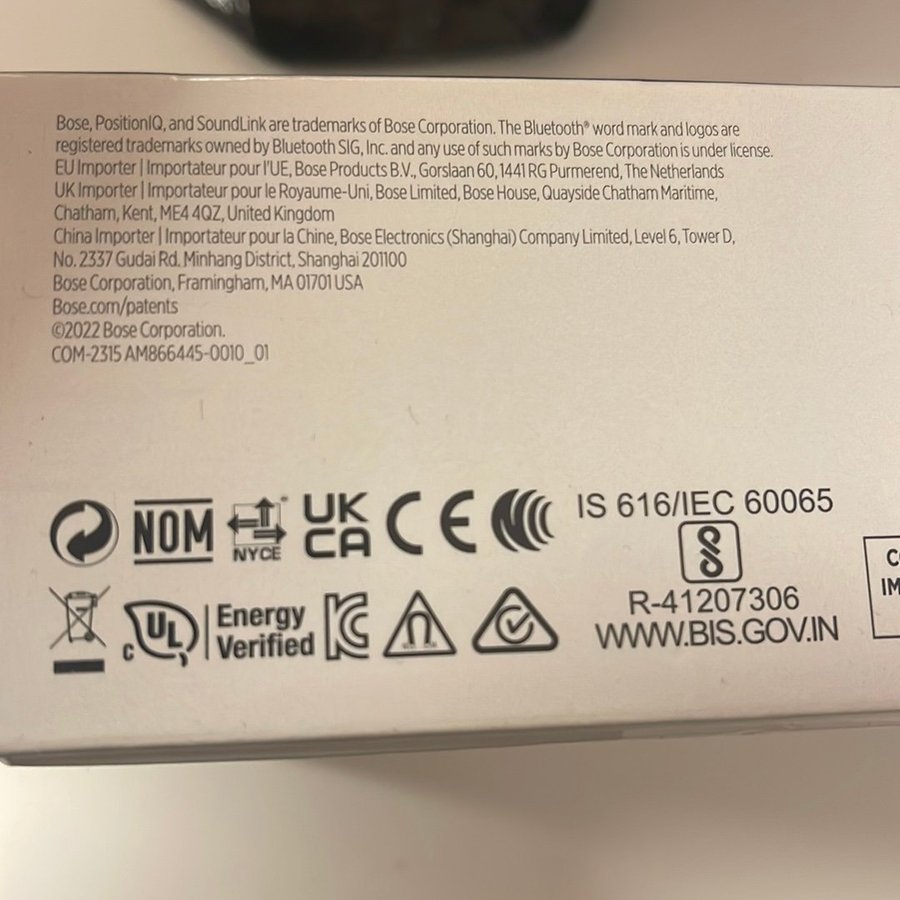 Bose, PositionIQ, and SoundLink are trademarks of Bose Corporation. The Bluetooth® word mark and logos are
registered trademarks owned by Bluetooth SIG, Inc. and any use of such marks by Bose Corporation is under license.
EU Importer | Importateur pour l'UE, Bose Products B.V., Gorslaan 60, 1441 RG Purmerend, The Netherlands
UK Importer | Importateur pour le Royaume-Uni, Bose Limited, Bose House, Quayside Chatham Maritime,
Chatham, Kent, ME4 4QZ, United Kingdom
China Importer | Importateur pour la Chine, Bose Electronics (Shanghai) Company Limited, Level 6, Tower D,
No. 2337 Gudai Rd. Minhang District, Shanghai 201100
Bose Corporation, Framingham, MA 01701 USA
Bose.com/patents
©2022 Bose Corporation.
COM-2315 AM866445-0010_01
NOM
NYCE
UK
CA
CE
IS 616/IEC 60065
R-41207306
WWW.BIS.GOV.IN
c UL Energy
Verified